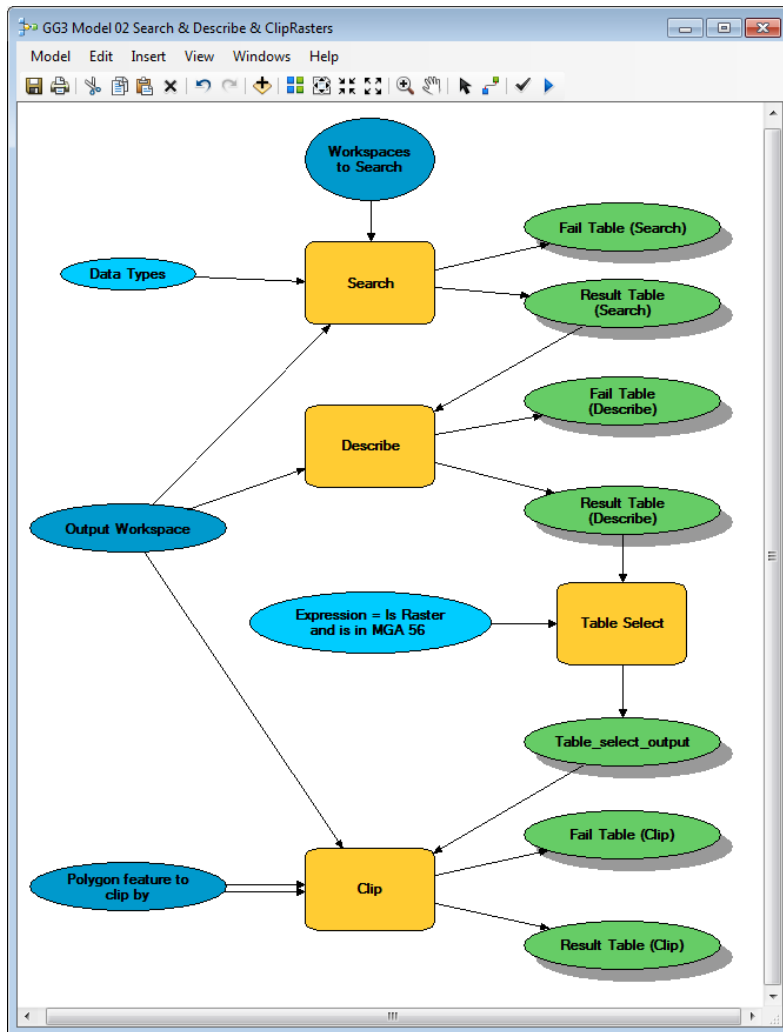 GG3 Model 02 Search & Describe & ClipRasters
Model Edit Insert View Windows Help
Workspaces
to Search
Fail Table (Search)
Data Types
Search
Result Table
(Search)
Fail Table
(Describe)
Describe
Result Table
(Describe)
Output Workspace
Expression = Is Raster
and is in MGA 56
Table Select
Table_select_output
Fail Table (Clip)
Polygon feature to
clip by
Clip
Result Table (Clip)